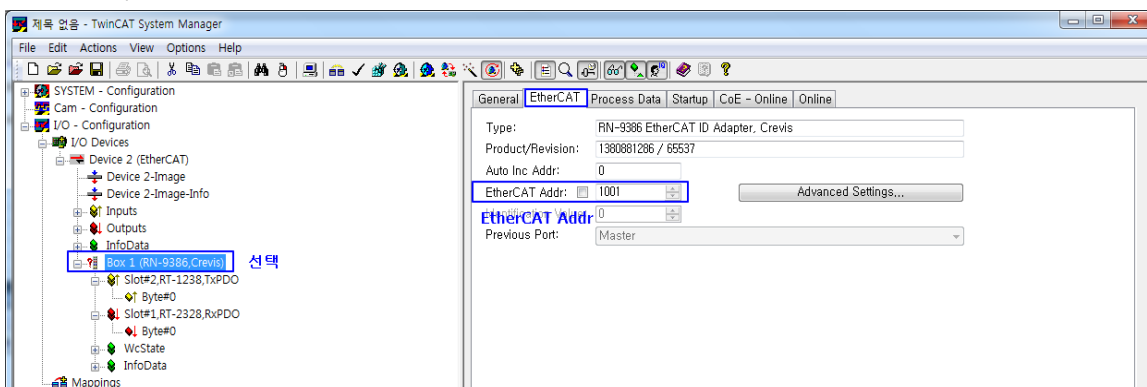 제목 없음 - TwinCAT System Manager
File Edit Actions View Options Help
SYSTEM - Configuration
Cam - Configuration
I/O - Configuration
I/O Devices
Device 2 (EtherCAT)
Device 2-Image
Device 2-Image-Info
Inputs
Outputs
InfoData
Box 1 (RN-9386,Crevis) 선택
Slot#2,RT-1238,TxPDO
Byte#0
Slot#1,RT-2328,RxPDO
Byte#0
WcState
InfoData
Mappings
General EtherCAT Process Data Startup CoE - Online Online
Type: RN-9386 EtherCAT ID Adapter, Crevis
Product/Revision: 1380881286 / 65537
Auto Inc Addr: 0
EtherCAT Addr: 1001 Advanced Settings...
EtherCAT Addr 0
Previous Port: Master